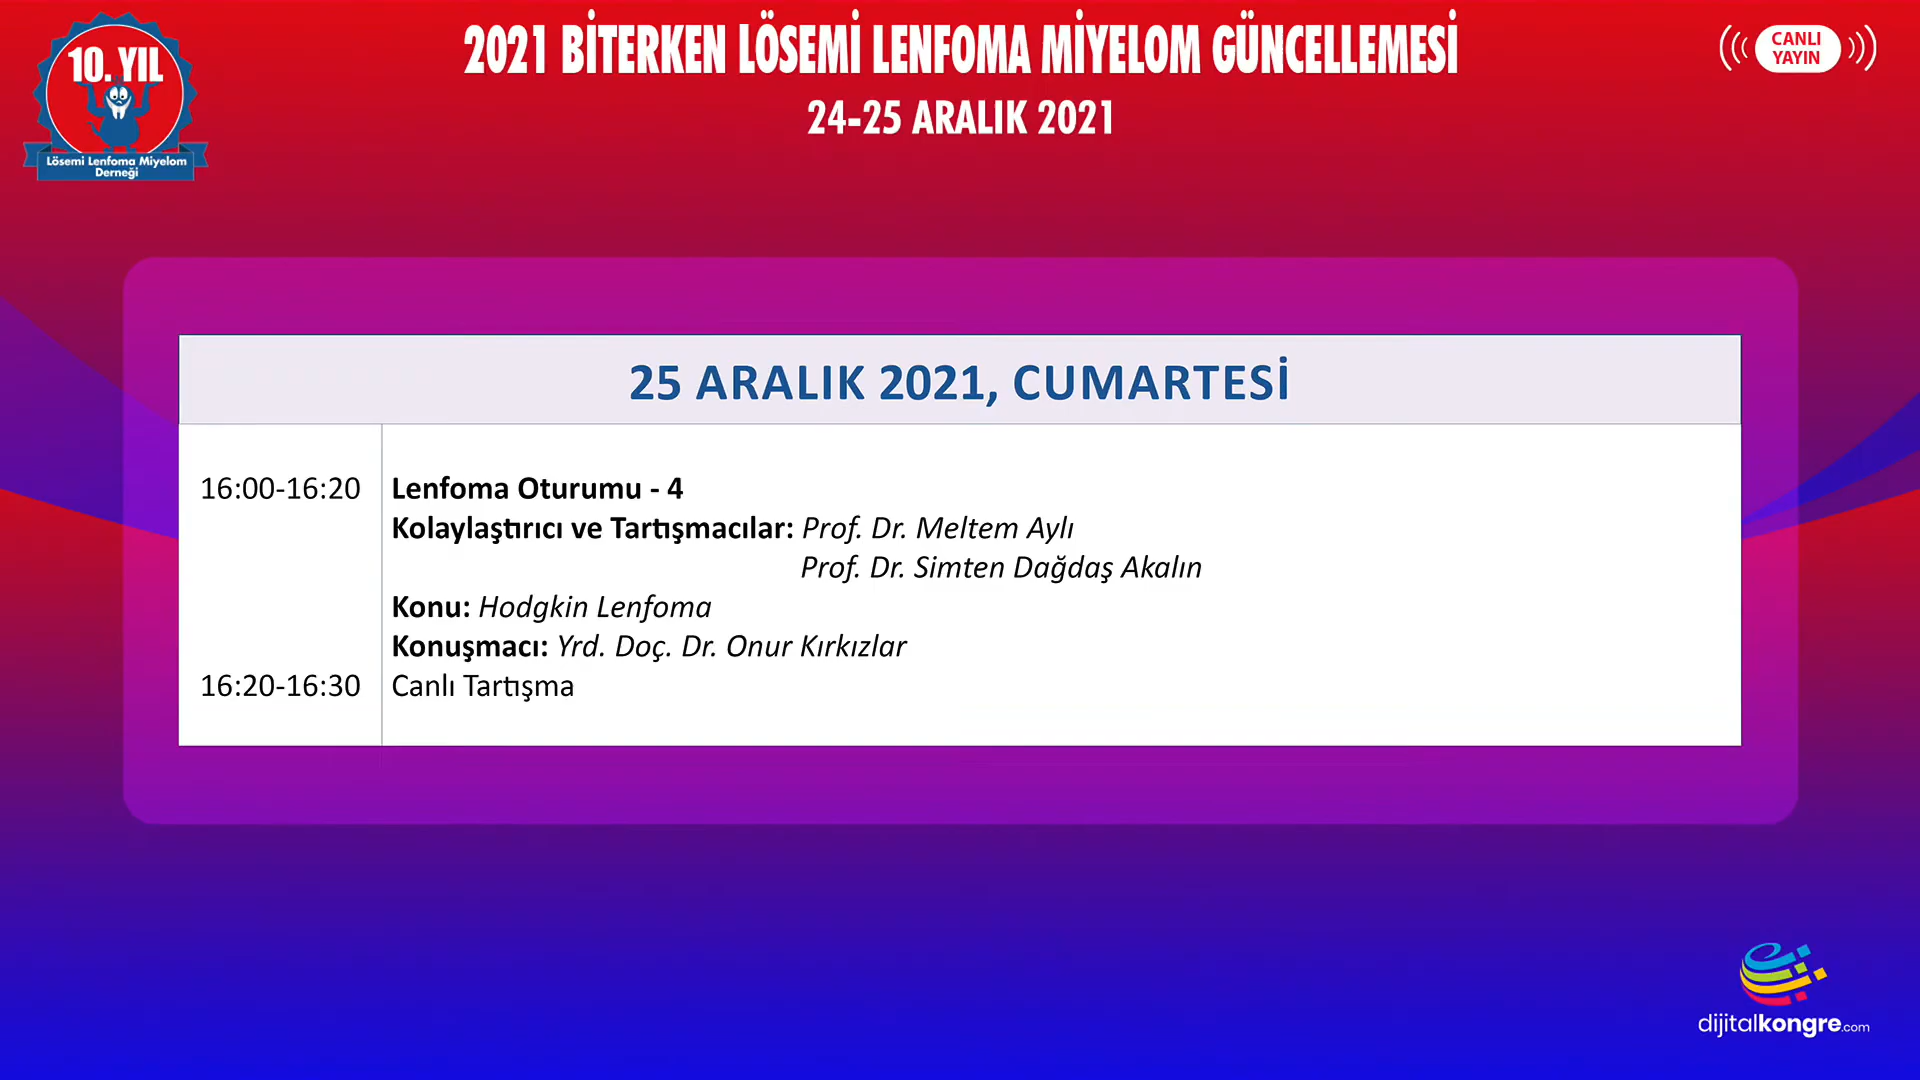 10. YIL
Lösemi Lenfoma Miyelom
Derneği
2021 BİTERKEN LÖSEMİ LENFOMA MİYELOM GÜNCELLEMESİ
24-25 ARALIK 2021
CANLI
YAYIN
25 ARALIK 2021, CUMARTESİ
16:00-16:20 Lenfoma Oturumu - 4
Kolaylaştırıcı ve Tartışmacılar: Prof. Dr. Meltem Aylı
Prof. Dr. Simten Dağdaş Akalın
Konu: Hodgkin Lenfoma
Konuşmacı: Yrd. Doç. Dr. Onur Kırkızlar
16:20-16:30 Canlı Tartışma
dijitalkongre.com